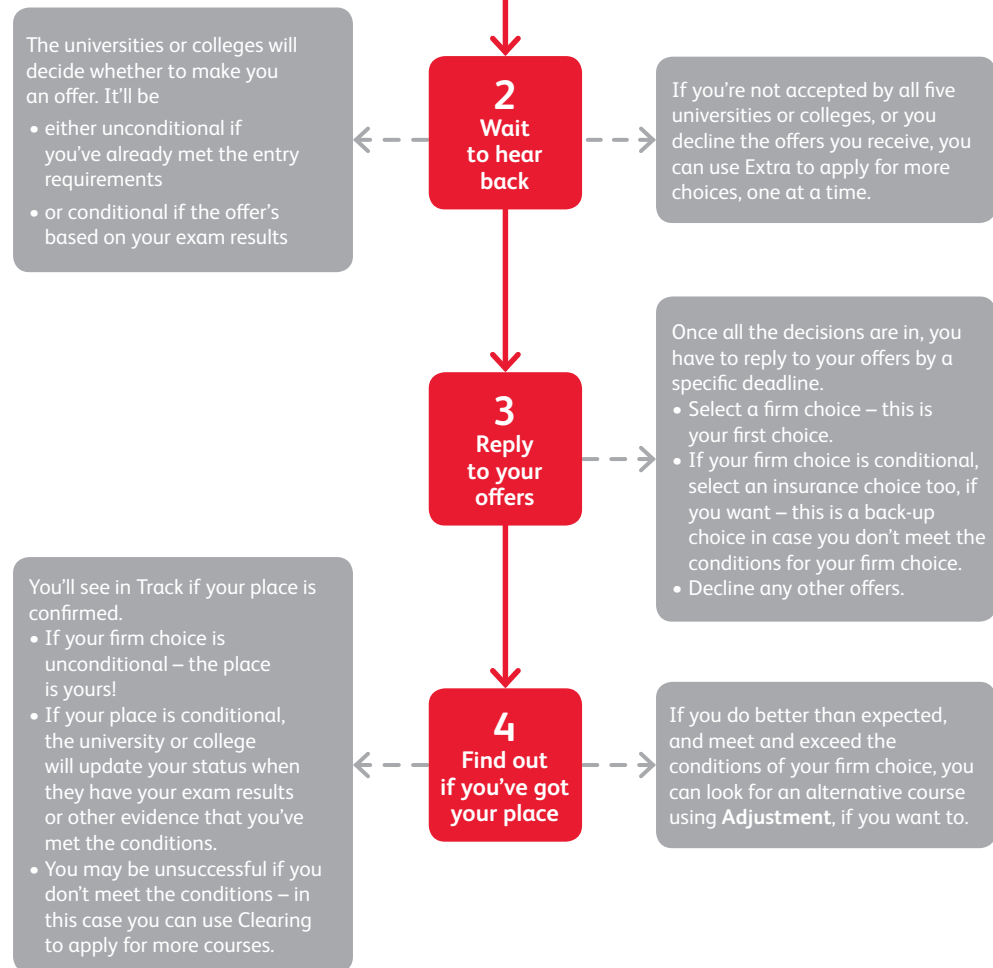 The universities or colleges will
decide whether to make you
an offer. It'll be
• either unconditional if
you've already met the entry
requirements
• or conditional if the offer's
based on your exam results
2
Wait
to hear
back
If you're not accepted by all five
universities or colleges, or you
decline the offers you receive, you
can use Extra to apply for more
choices, one at a time.
3
Reply
to your
offers
Once all the decisions are in, you
have to reply to your offers by a
specific deadline.
• Select a firm choice – this is
your first choice.
• If your firm choice is conditional,
select an insurance choice too, if
you want – this is a back-up
choice in case you don't meet the
conditions for your firm choice.
• Decline any other offers.
You'll see in Track if your place is
confirmed.
• If your firm choice is
unconditional – the place
is yours!
• If your place is conditional,
the university or college
will update your status when
they have your exam results
or other evidence that you've
met the conditions.
• You may be unsuccessful if you
don't meet the conditions – in
this case you can use Clearing
to apply for more courses.
4
Find out
if you've got
your place
If you do better than expected,
and meet and exceed the
conditions of your firm choice, you
can look for an alternative course
using Adjustment, if you want to.